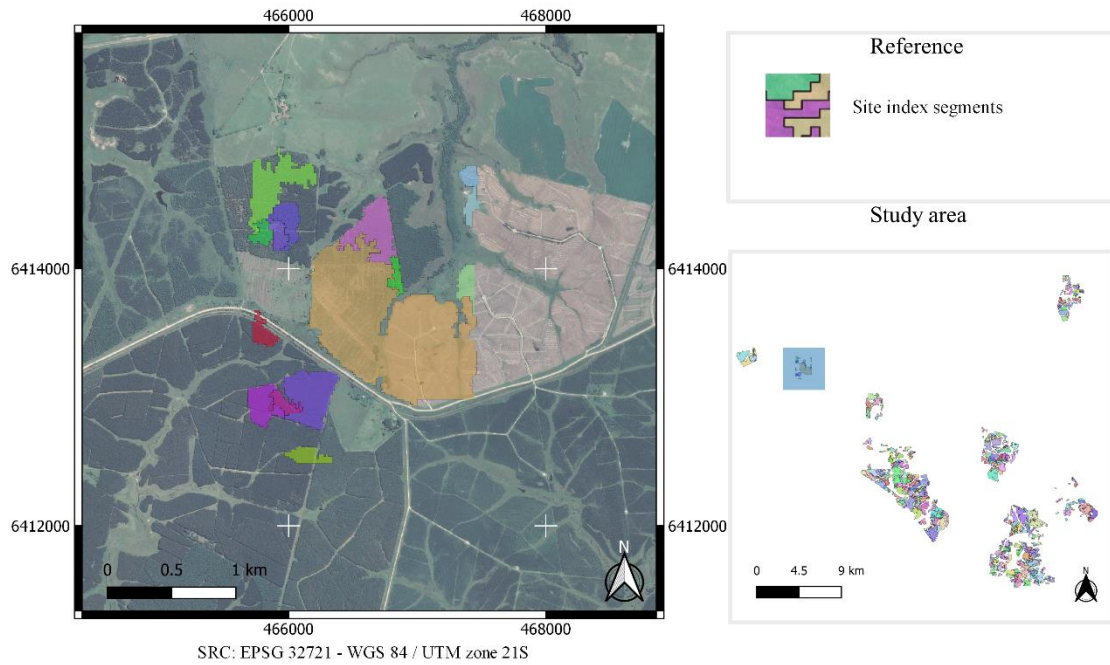 466000 468000
Reference
Site index segments
Study area
6414000 6414000
6412000 6412000
N
0 0.5 1 km
N
0 4.5 9 km
466000 468000
SRC: EPSG 32721 - WGS 84 / UTM zone 21S